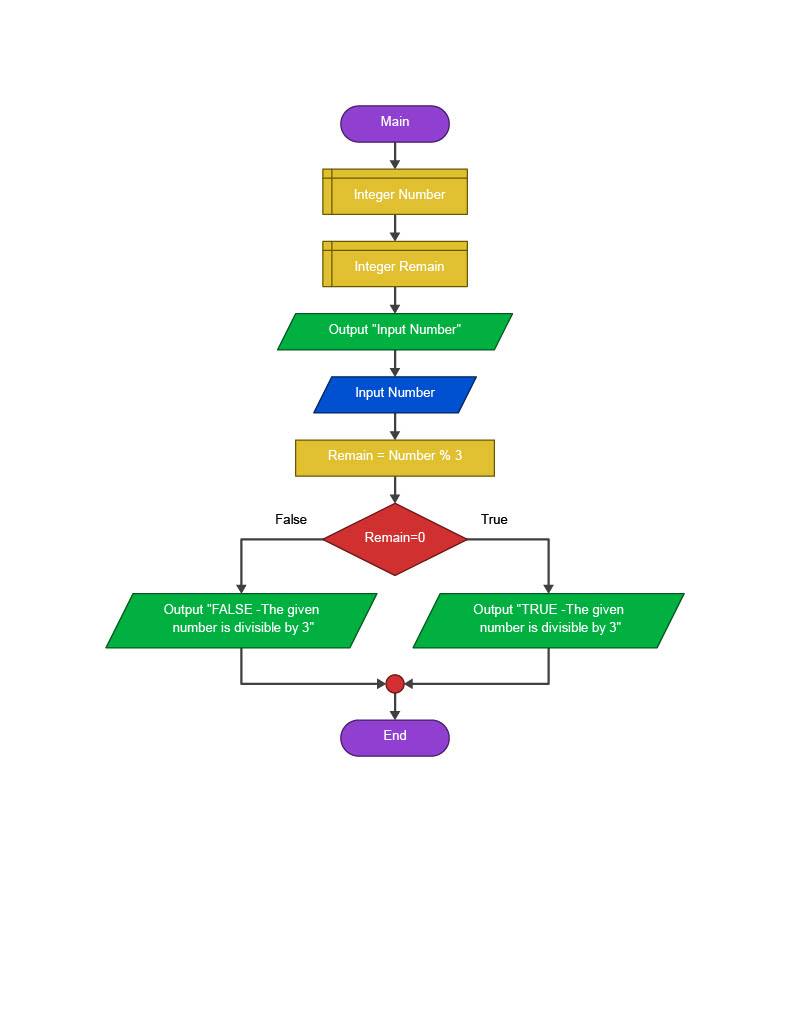 Main
Integer Number
Integer Remain
Output "Input Number"
Input Number
Remain = Number % 3
False
True
Remain=0
Output "FALSE -The given
number is divisible by 3"
Output "TRUE -The given
number is divisible by 3"
End